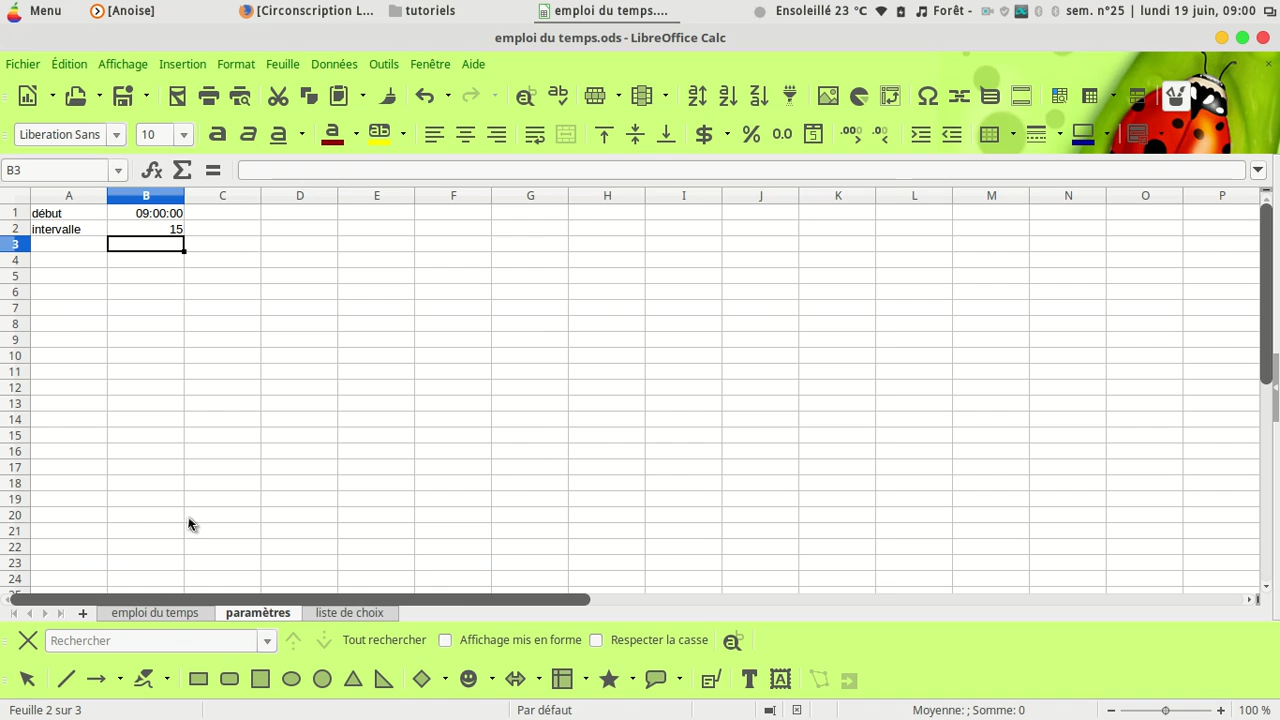 Menu [Anoise] [Circonscription L... tutoriels emploi du temps.... Ensoleillé 23 °C Forêt - sem. n°25 | lundi 19 juin, 09:00
emploi du temps.ods - LibreOffice Calc
Fichier Édition Affichage Insertion Format Feuille Données Outils Fenêtre Aide
Liberation Sans 10 a a a a ab $ % 0.0
B3
A B C D E F G H I J K L M N O P
1 début 09:00:00
2 intervalle 15
3
4
5
6
7
8
9
10
11
12
13
14
15
16
17
18
19
20
21
22
23
24
emploi du temps paramètres liste de choix
Rechercher Tout rechercher Affichage mis en forme Respecter la casse
Feuille 2 sur 3 Par défaut Moyenne: ; Somme: 0 100 %